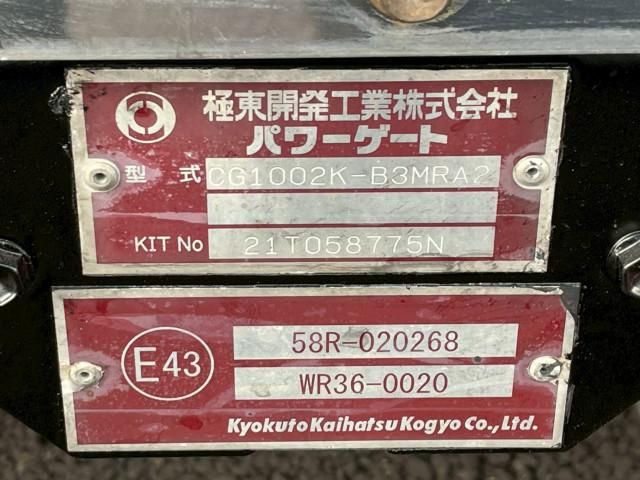 極東開発工業株式会社
パワーゲート
型式 CG1002K-B3MRA2
KIT No 21T058775N
E43
58R-020268
WR36-0020
Kyokuto Kaihatsu Kogyo Co., Ltd.